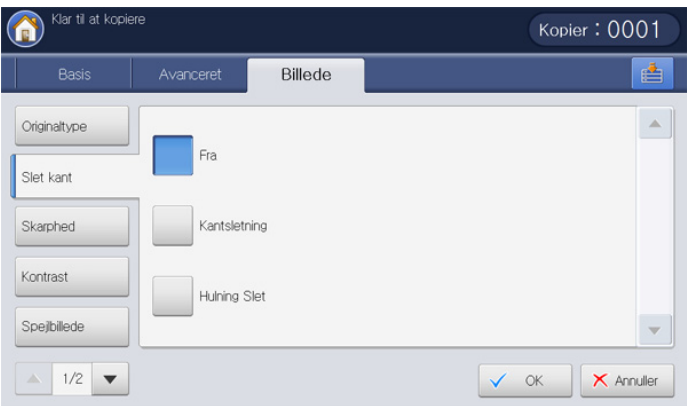 Klar til at kopiere
Kopier : 0001
Basis
Avanceret
Billede
Originaltype
Slet kant
Skarphed
Kontrast
Spejlbillede
Fra
Kantsletning
Hulning Slet
1/2
OK
Annuller